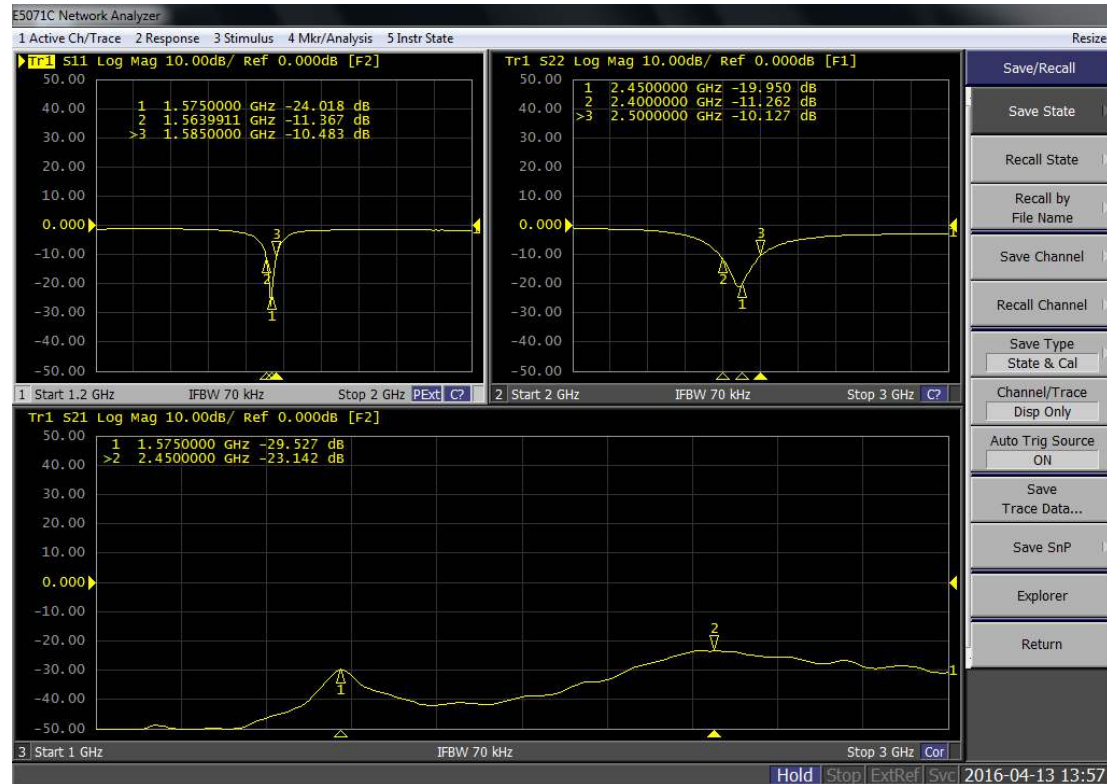 E5071C Network Analyzer
1 Active Ch/Trace 2 Response 3 Stimulus 4 Mkr/Analysis 5 Instr State
Resize
Tr1 S11 Log Mag 10.00dB/ Ref 0.000dB [F2]
50.00
40.00
30.00
20.00
10.00
0.000
-10.00
-20.00
-30.00
-40.00
-50.00
1 1.5750000 GHz -24.018 dB
2 1.5639911 GHz -11.367 dB
>3 1.5850000 GHz -10.483 dB
3
2
1
1
1 Start 1.2 GHz IFBW 70 kHz Stop 2 GHz PExt C?
Tr1 S22 Log Mag 10.00dB/ Ref 0.000dB [F1]
50.00
40.00
30.00
20.00
10.00
0.000
-10.00
-20.00
-30.00
-40.00
-50.00
1 2.4500000 GHz -19.950 dB
2 2.4000000 GHz -11.262 dB
>3 2.5000000 GHz -10.127 dB
3
2
1
1
2 Start 2 GHz IFBW 70 kHz Stop 3 GHz C?
Tr1 S21 Log Mag 10.00dB/ Ref 0.000dB [F2]
50.00
40.00
30.00
20.00
10.00
0.000
-10.00
-20.00
-30.00
-40.00
-50.00
1 1.5750000 GHz -29.527 dB
>2 2.4500000 GHz -23.142 dB
2
1
1
3 Start 1 GHz IFBW 70 kHz Stop 3 GHz Cor
Save/Recall
Save State
Recall State
Recall by
File Name
Save Channel
Recall Channel
Save Type
State & Cal
Channel/Trace
Disp Only
Auto Trig Source
ON
Save
Trace Data...
Save SnP
Explorer
Return
Hold Stop ExtRef Svc 2016-04-13 13:57